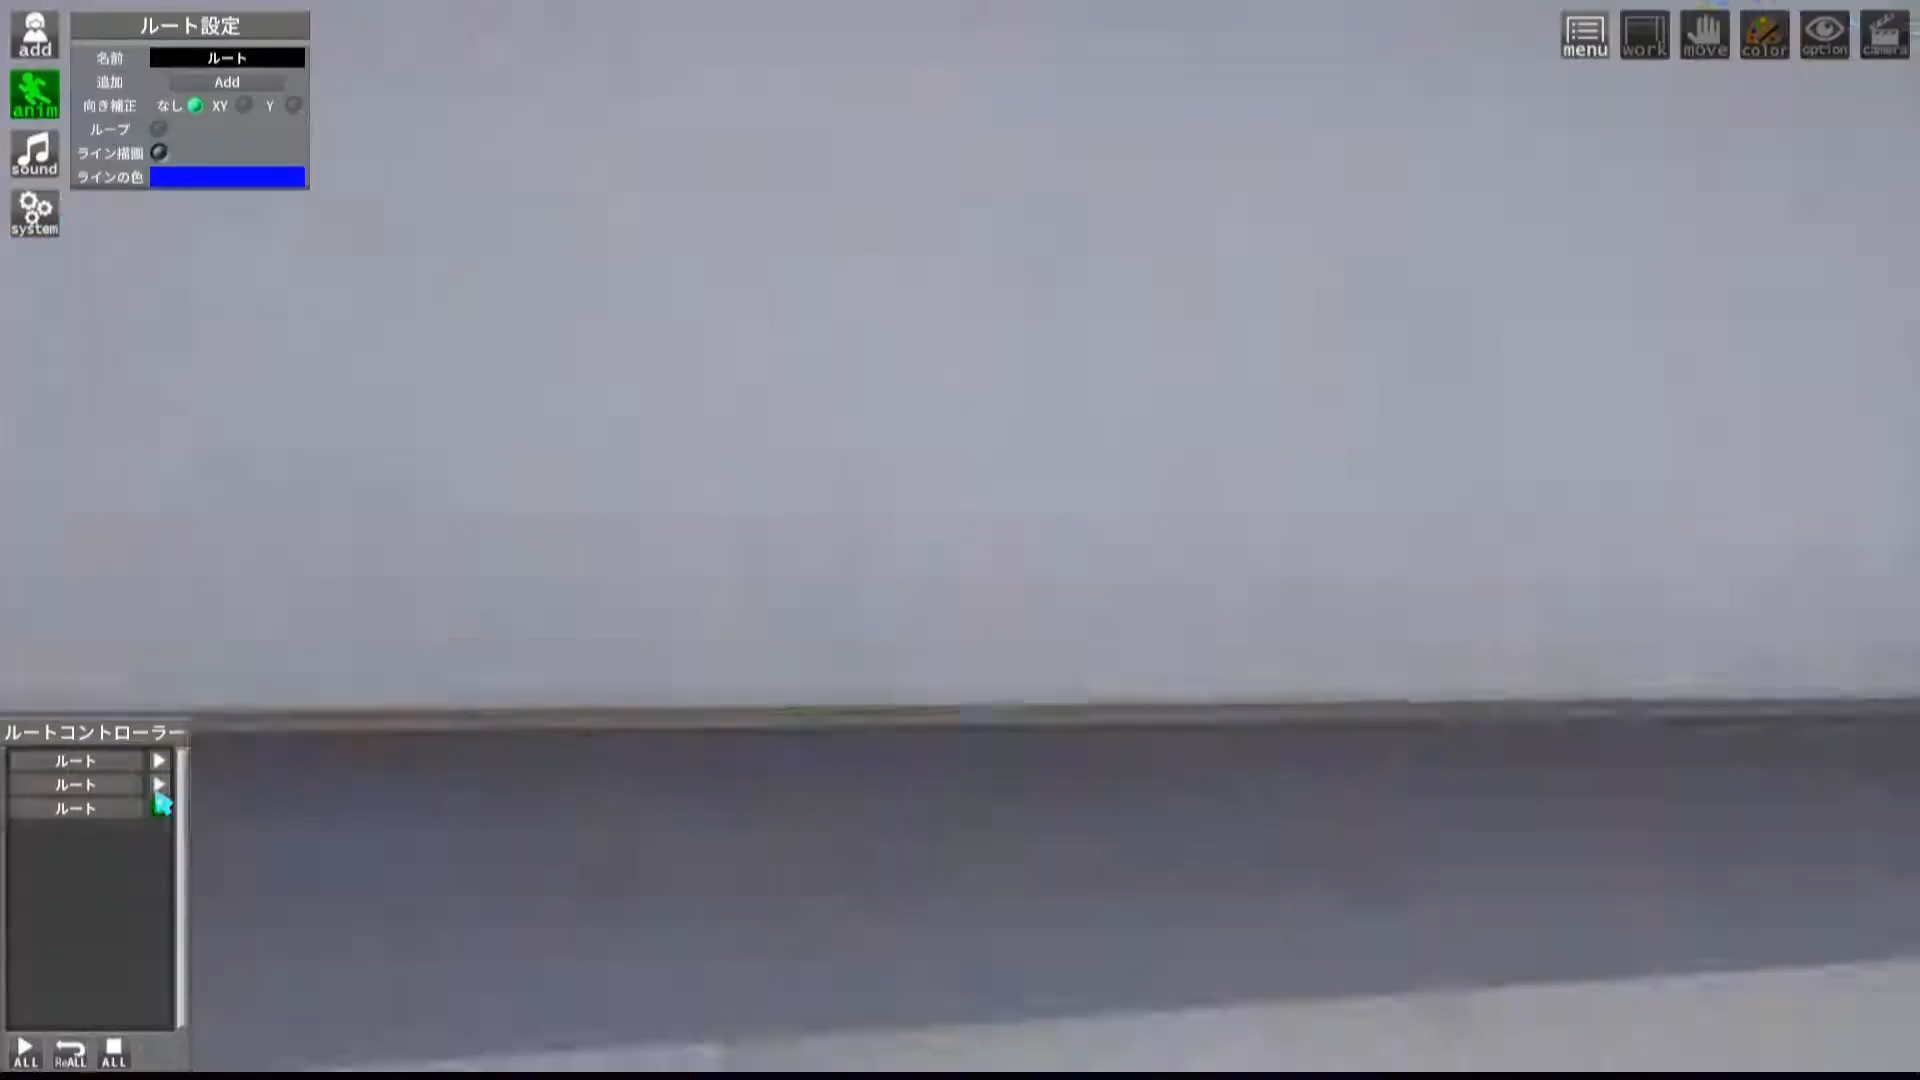 add
anim
sound
system
ルート設定
名前 ルート
追加 Add
向き補正 なし XY Y
ループ
ライン描画
ラインの色
menu work move color option camera
ルートコントローラー
ルート
ルート
ルート
ALL ReALL ALL